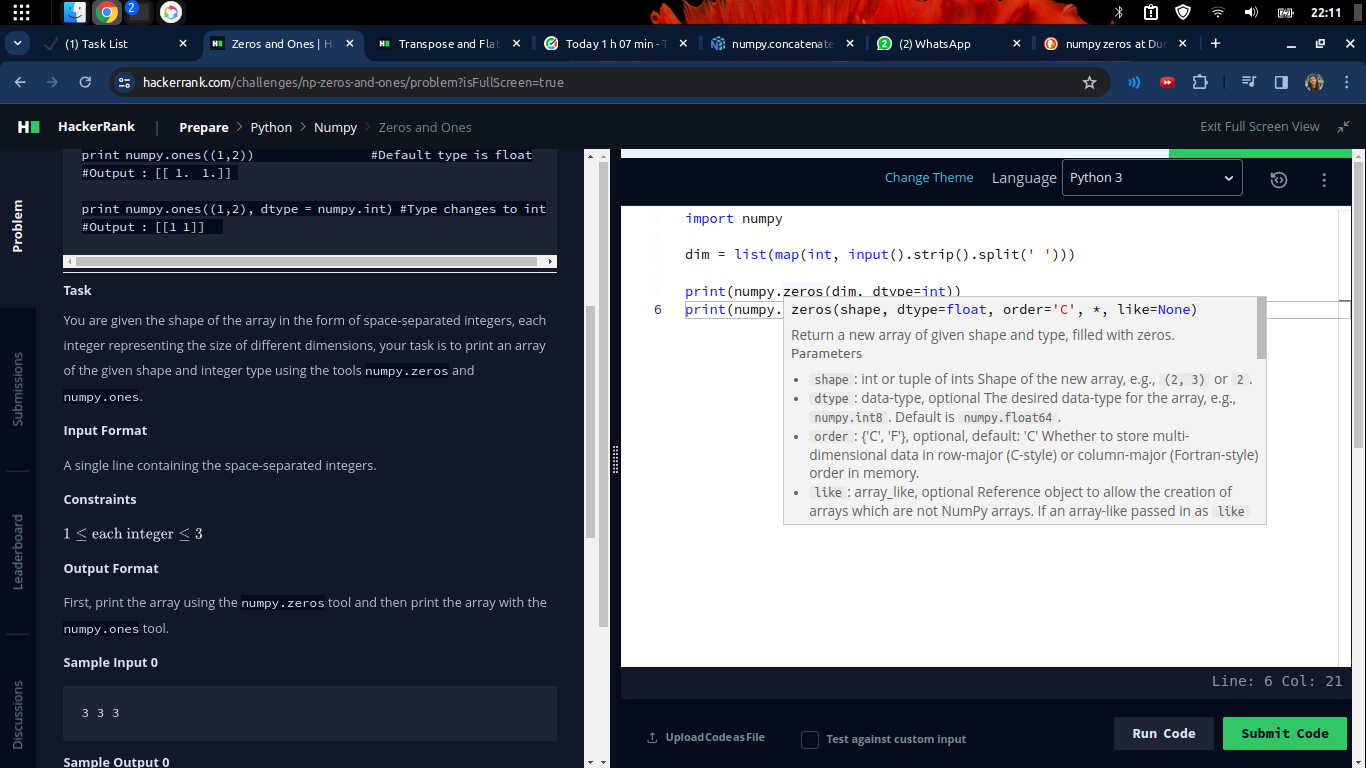 2
22:11
(1) Task List
Zeros and Ones | H
Transpose and Fla
Today 1 h 07 min - T
numpy.concatenate
(2) WhatsApp
numpy zeros at Du
hackerrank.com/challenges/np-zeros-and-ones/problem?isFullScreen=true
HackerRank
Prepare > Python > Numpy > Zeros and Ones
Exit Full Screen View
Problem
Submissions
Leaderboard
Discussions
print numpy.ones((1,2)) #Default type is float
#Output : [[ 1. 1.]]
print numpy.ones((1,2), dtype = numpy.int) #Type changes to int
#Output : [[1 1]]
Task
You are given the shape of the array in the form of space-separated integers, each
integer representing the size of different dimensions, your task is to print an array
of the given shape and integer type using the tools numpy.zeros and
numpy.ones.
Input Format
A single line containing the space-separated integers.
Constraints
1 ≤ each integer ≤ 3
Output Format
First, print the array using the numpy.zeros tool and then print the array with the
numpy.ones tool.
Sample Input 0
3 3 3
Sample Output 0
Change Theme
Language
Python 3
import numpy
dim = list(map(int, input().strip().split(' ')))
print(numpy.zeros(dim, dtype=int))
6
print(numpy.
zeros(shape, dtype=float, order='C', *, like=None)
Return a new array of given shape and type, filled with zeros.
Parameters
• shape : int or tuple of ints Shape of the new array, e.g., (2, 3) or 2 .
• dtype : data-type, optional The desired data-type for the array, e.g.,
numpy.int8 . Default is numpy.float64 .
• order : {'C', 'F'}, optional, default: 'C' Whether to store multi-
dimensional data in row-major (C-style) or column-major (Fortran-style)
order in memory.
• like : array_like, optional Reference object to allow the creation of
arrays which are not NumPy arrays. If an array-like passed in as like
Line: 6 Col: 21
Upload Code as File
Test against custom input
Run Code
Submit Code